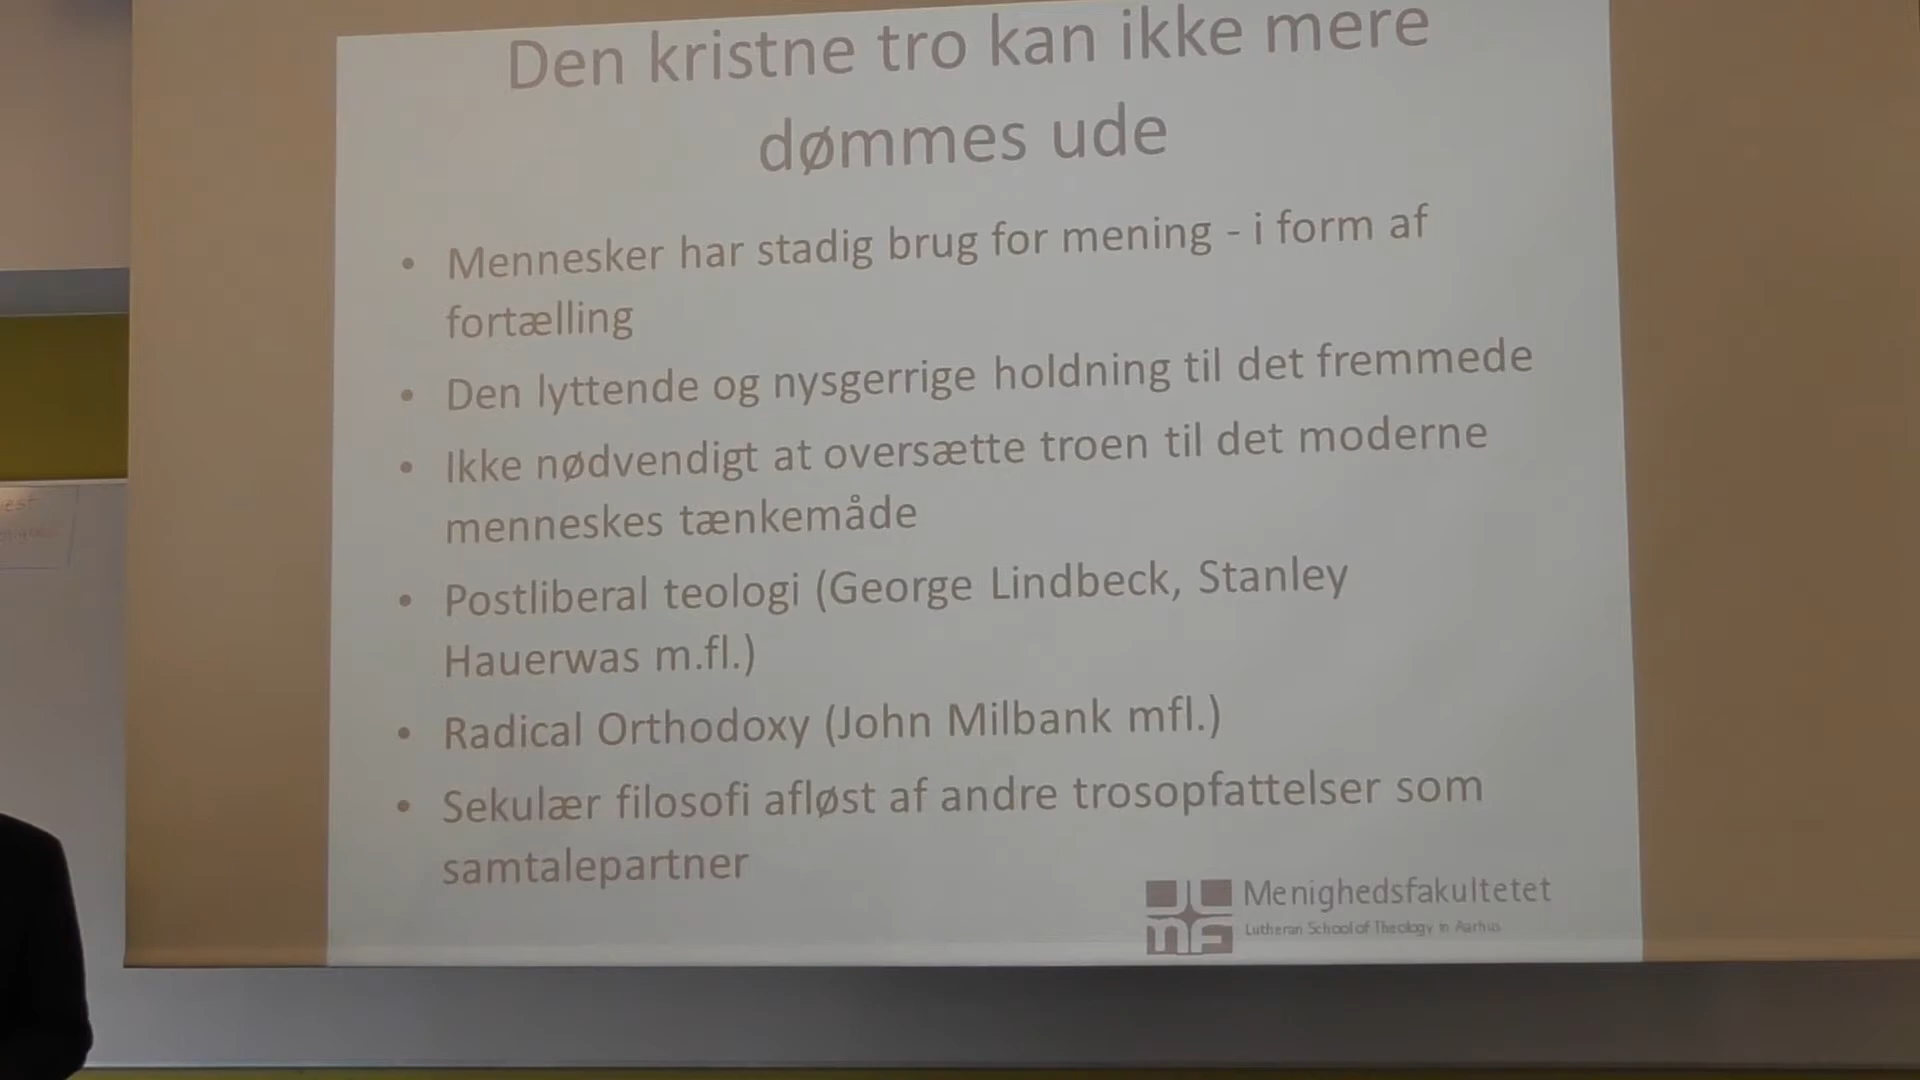 Den kristne tro kan ikke mere
dømmes ude
• Mennesker har stadig brug for mening - i form af
fortælling
• Den lyttende og nysgerrige holdning til det fremmede
• Ikke nødvendigt at oversætte troen til det moderne
menneskes tænkemåde
• Postliberal teologi (George Lindbeck, Stanley
Hauerwas m.fl.)
• Radical Orthodoxy (John Milbank mfl.)
• Sekulær filosofi afløst af andre trosopfattelser som
samtalepartner
Menighedsfakultetet
Lutheran School of Theology in Aarhus